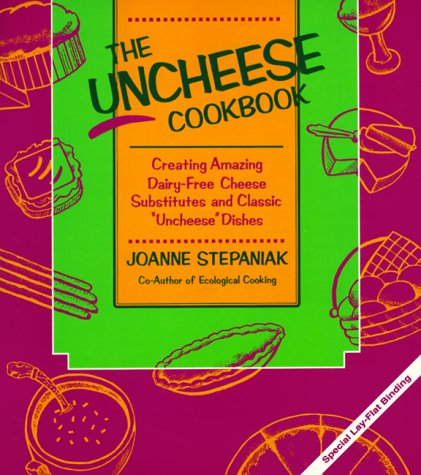 THE
UNCHEESE
COOKBOOK
Creating Amazing
Dairy-Free Cheese
Substitutes and Classic
"Uncheese" Dishes
JOANNE STEPANIAK
Co-Author of Ecological Cooking
Special Lay-Flat Binding